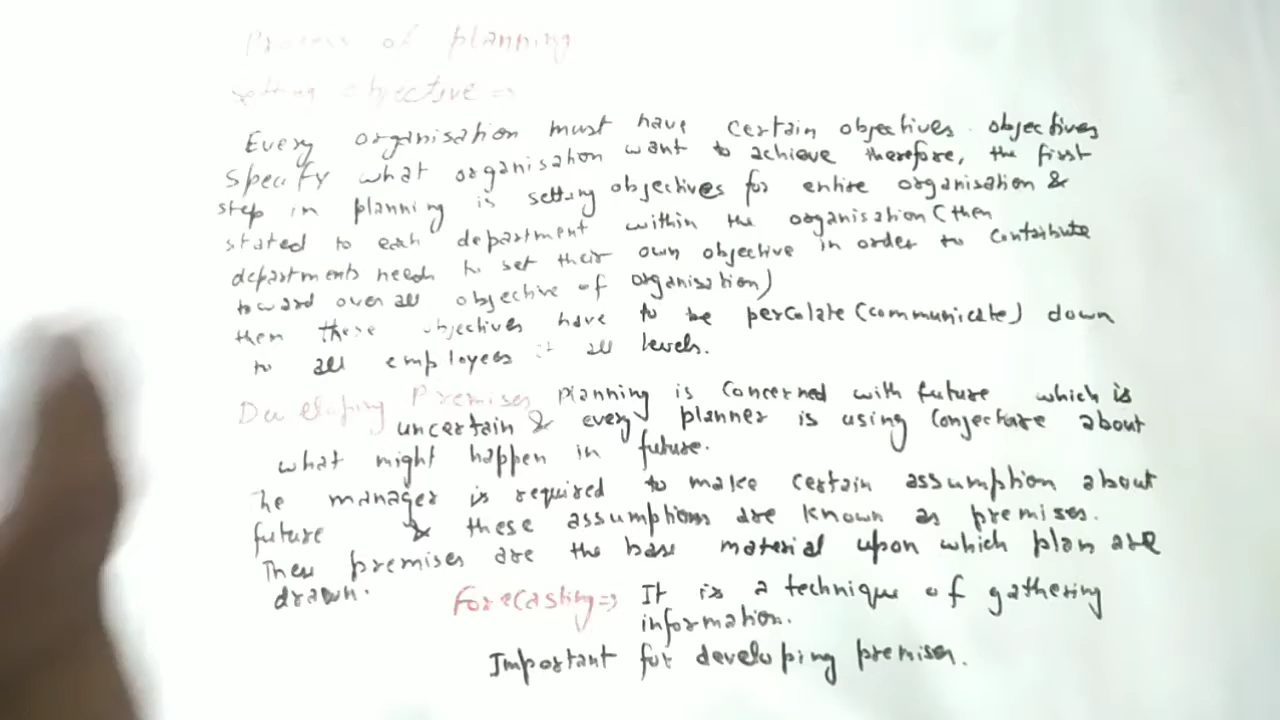 Process of planning
Setting objective =>
Every organisation must have certain objectives. objectives
specify what organisation want to achieve therefore, the first
step in planning is setting objectives for entire organisation &
stated to each department within the organisation (then
departments needs to set their own objective in order to contribute
toward over all objective of organisation)
then these objectives have to be percolate (communicate) down
to all employees at all levels.
Developing Premises planning is concerned with future which is
uncertain & every planner is using conjecture about
what might happen in future.
The manager is required to make certain assumption about
future & these assumptions are known as premises.
These premises are the base material upon which plan are
drawn.
Forecasting => It is a technique of gathering
information.
Important for developing premises.